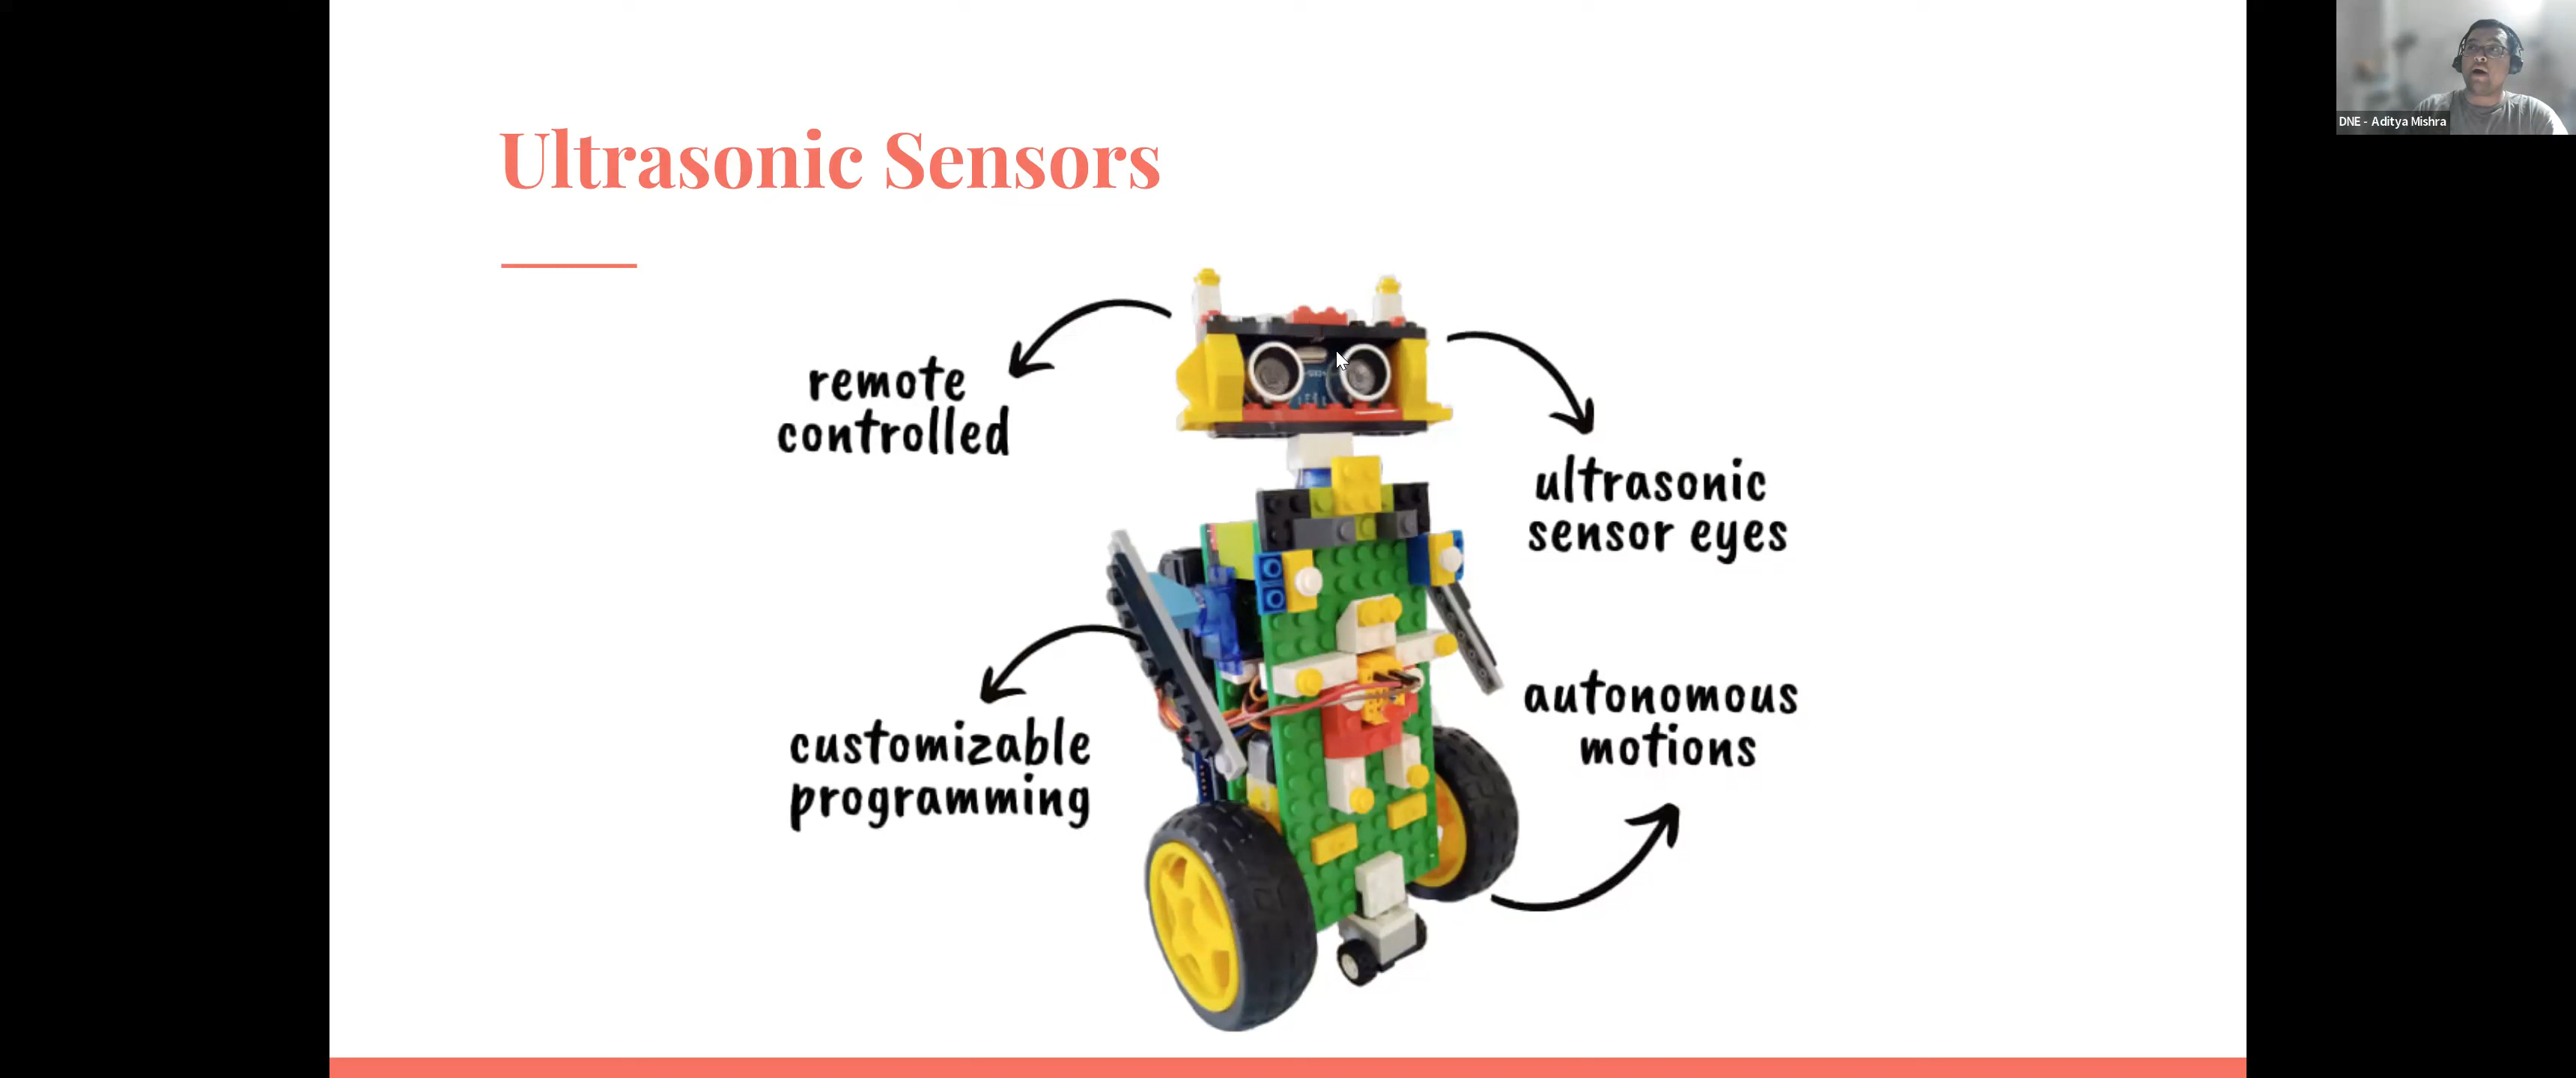 Ultrasonic Sensors
DNE - Aditya Mishra
remote
controlled
ultrasonic
sensor eyes
customizable
programming
autonomous
motions